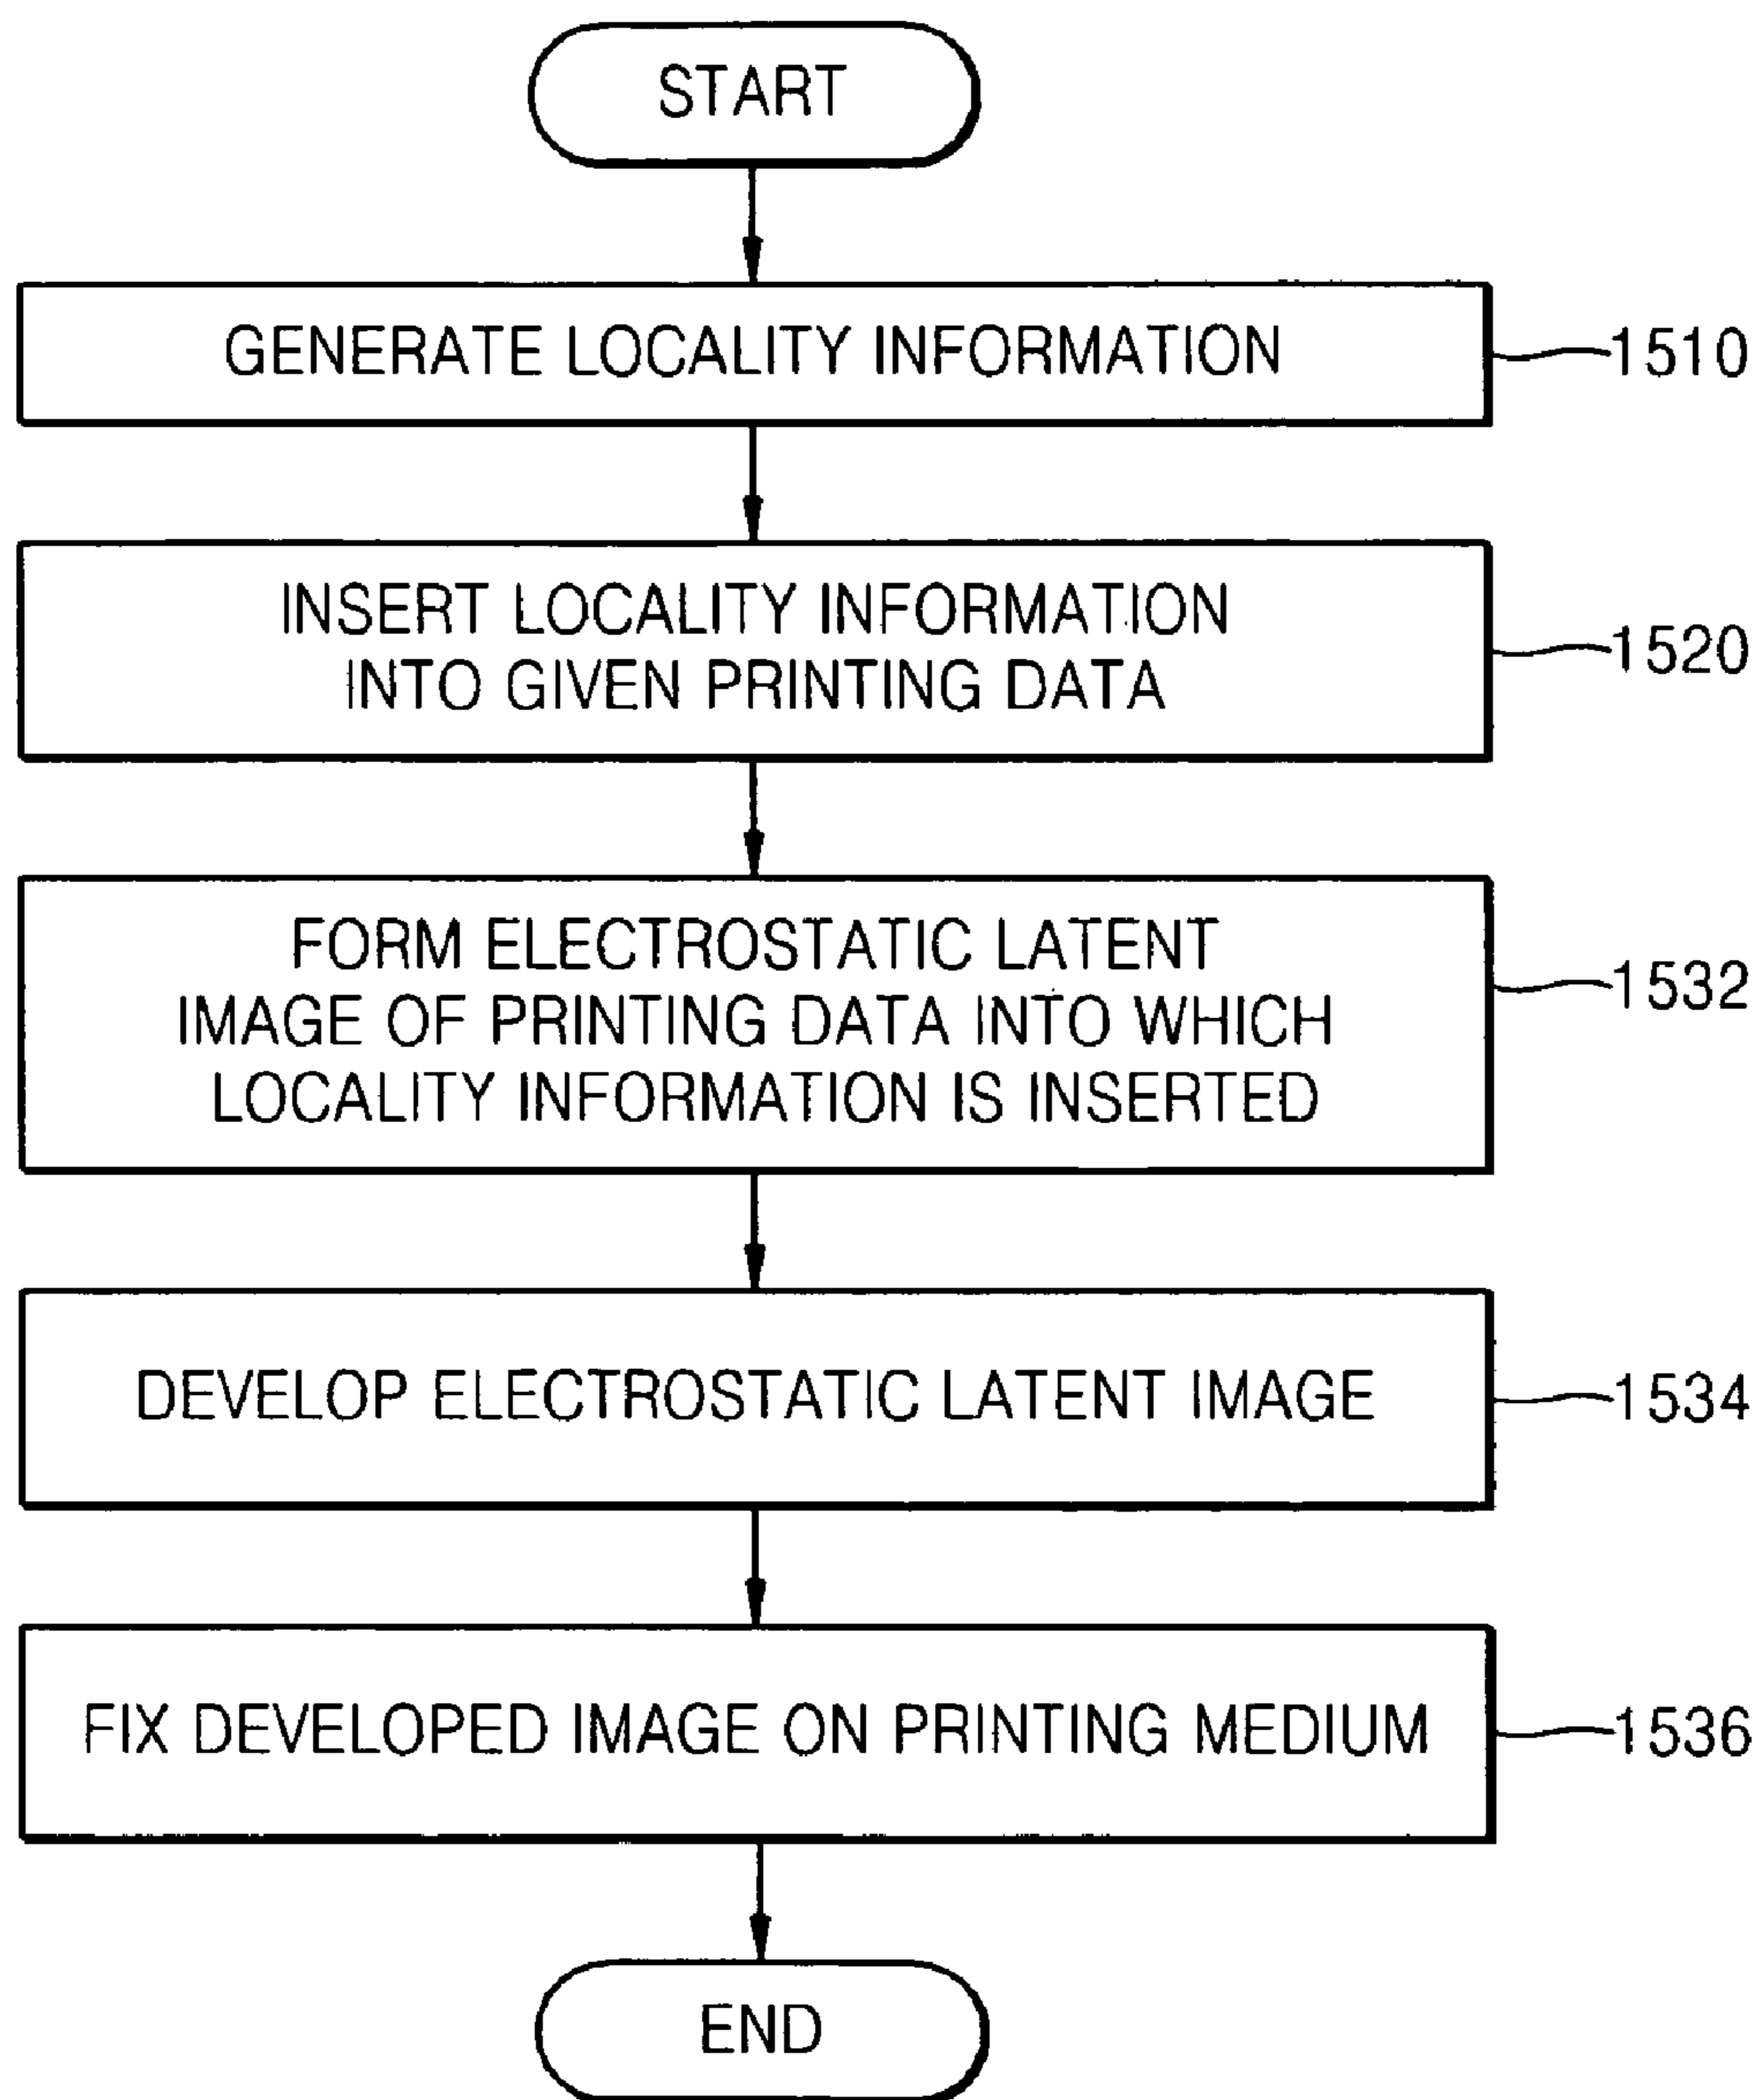 START
GENERATE LOCALITY INFORMATION
1510
INSERT LOCALITY INFORMATION
INTO GIVEN PRINTING DATA
1520
FORM ELECTROSTATIC LATENT
IMAGE OF PRINTING DATA INTO WHICH
LOCALITY INFORMATION IS INSERTED
1532
DEVELOP ELECTROSTATIC LATENT IMAGE
1534
FIX DEVELOPED IMAGE ON PRINTING MEDIUM
1536
END